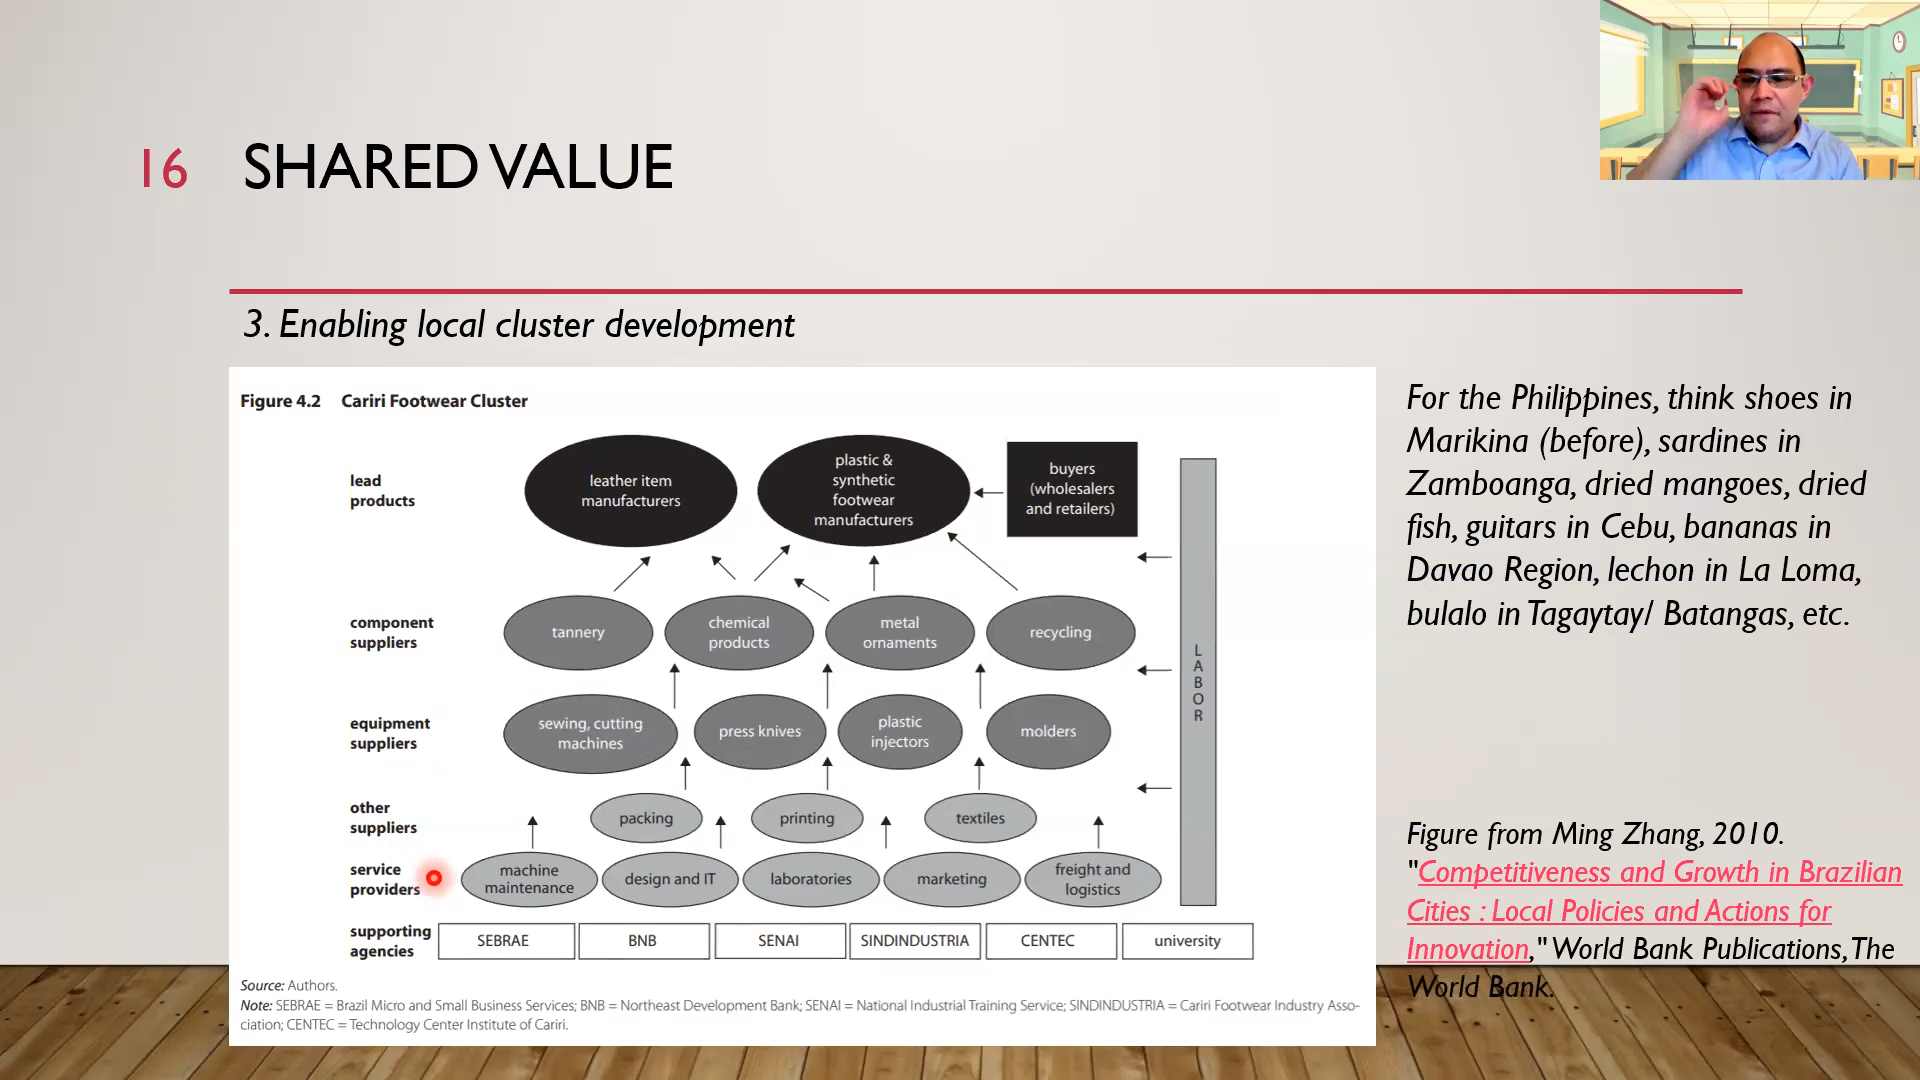 16 SHARED VALUE
3. Enabling local cluster development
Figure 4.2 Cariri Footwear Cluster
lead
products
leather item
manufacturers
plastic &
synthetic
footwear
manufacturers
buyers
(wholesalers
and retailers)
component
suppliers
tannery
chemical
products
metal
ornaments
recycling
equipment
suppliers
sewing, cutting
machines
press knives
plastic
injectors
molders
other
suppliers
packing
printing
textiles
service
providers
machine
maintenance
design and IT
laboratories
marketing
freight and
logistics
supporting
agencies
SEBRAE
BNB
SENAI
SINDINDUSTRIA
CENTEC
university
LABOR
Source: Authors.
Note: SEBRAE = Brazil Micro and Small Business Services; BNB = Northeast Development Bank; SENAI = National Industrial Training Service; SINDINDUSTRIA = Cariri Footwear Industry Asso-
ciation; CENTEC = Technology Center Institute of Cariri.
For the Philippines, think shoes in
Marikina (before), sardines in
Zamboanga, dried mangoes, dried
fish, guitars in Cebu, bananas in
Davao Region, lechon in La Loma,
bulalo in Tagaytay/ Batangas, etc.
Figure from Ming Zhang, 2010.
"Competitiveness and Growth in Brazilian
Cities : Local Policies and Actions for
Innovation," World Bank Publications, The
World Bank.